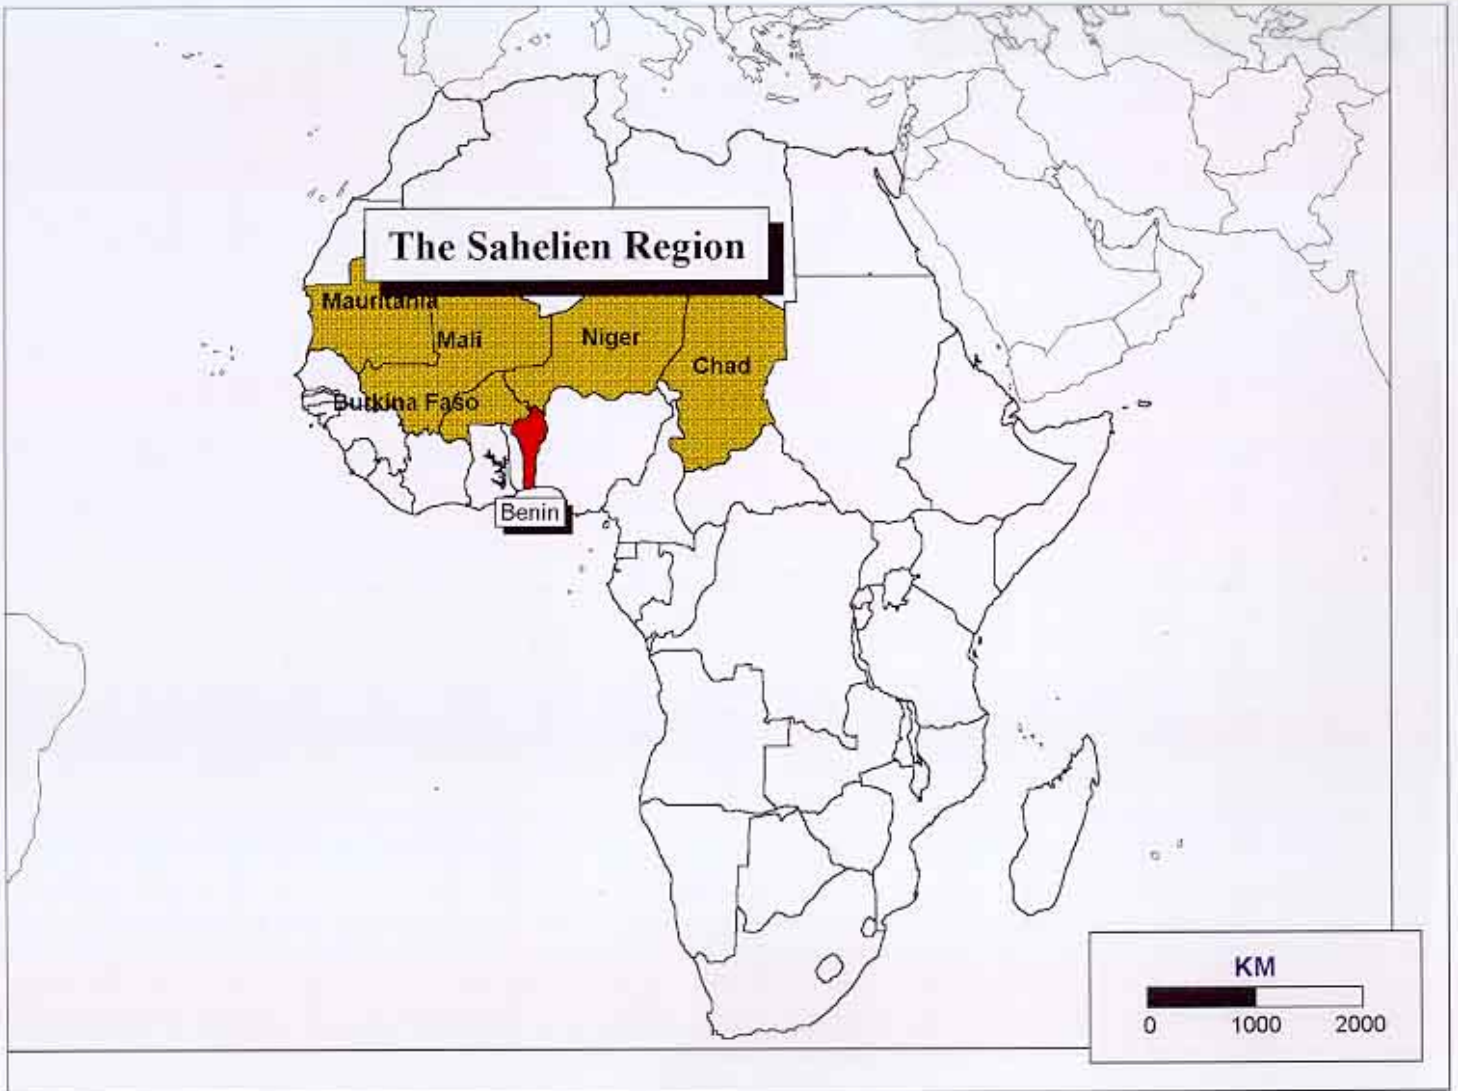 The Sahelien Region
Mauritania
Mali
Niger
Chad
Burkina Faso
Benin
KM
0 1000 2000